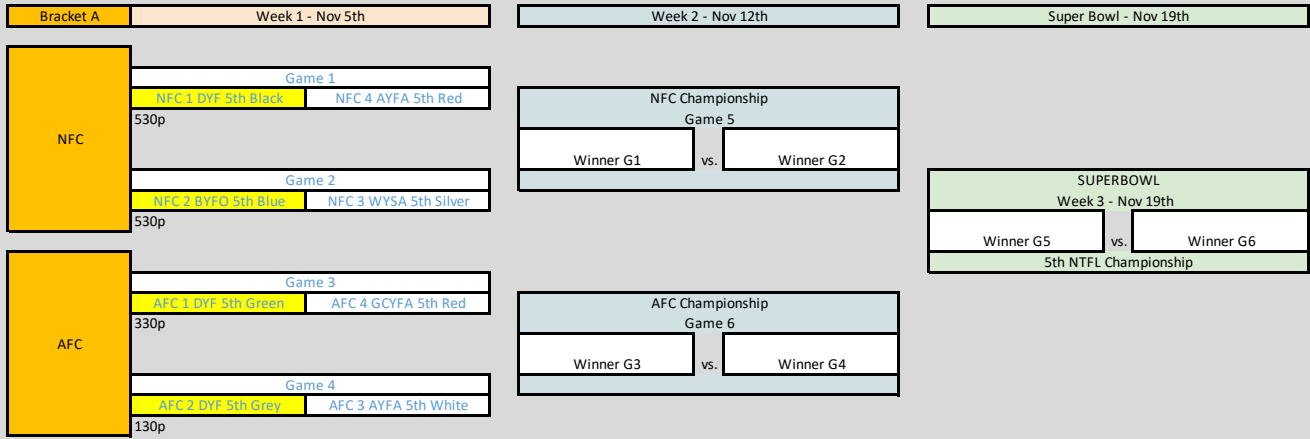 Bracket A
Week 1 - Nov 5th
Week 2 - Nov 12th
Super Bowl - Nov 19th
NFC
Game 1
NFC 1 DYF 5th Black
NFC 4 AYFA 5th Red
530p
Game 2
NFC 2 BYFO 5th Blue
NFC 3 WYSA 5th Silver
530p
AFC
Game 3
AFC 1 DYF 5th Green
AFC 4 GCYFA 5th Red
330p
Game 4
AFC 2 DYF 5th Grey
AFC 3 AYFA 5th White
130p
NFC Championship
Game 5
Winner G1 vs. Winner G2
AFC Championship
Game 6
Winner G3 vs. Winner G4
SUPERBOWL
Week 3 - Nov 19th
Winner G5 vs. Winner G6
5th NTFL Championship